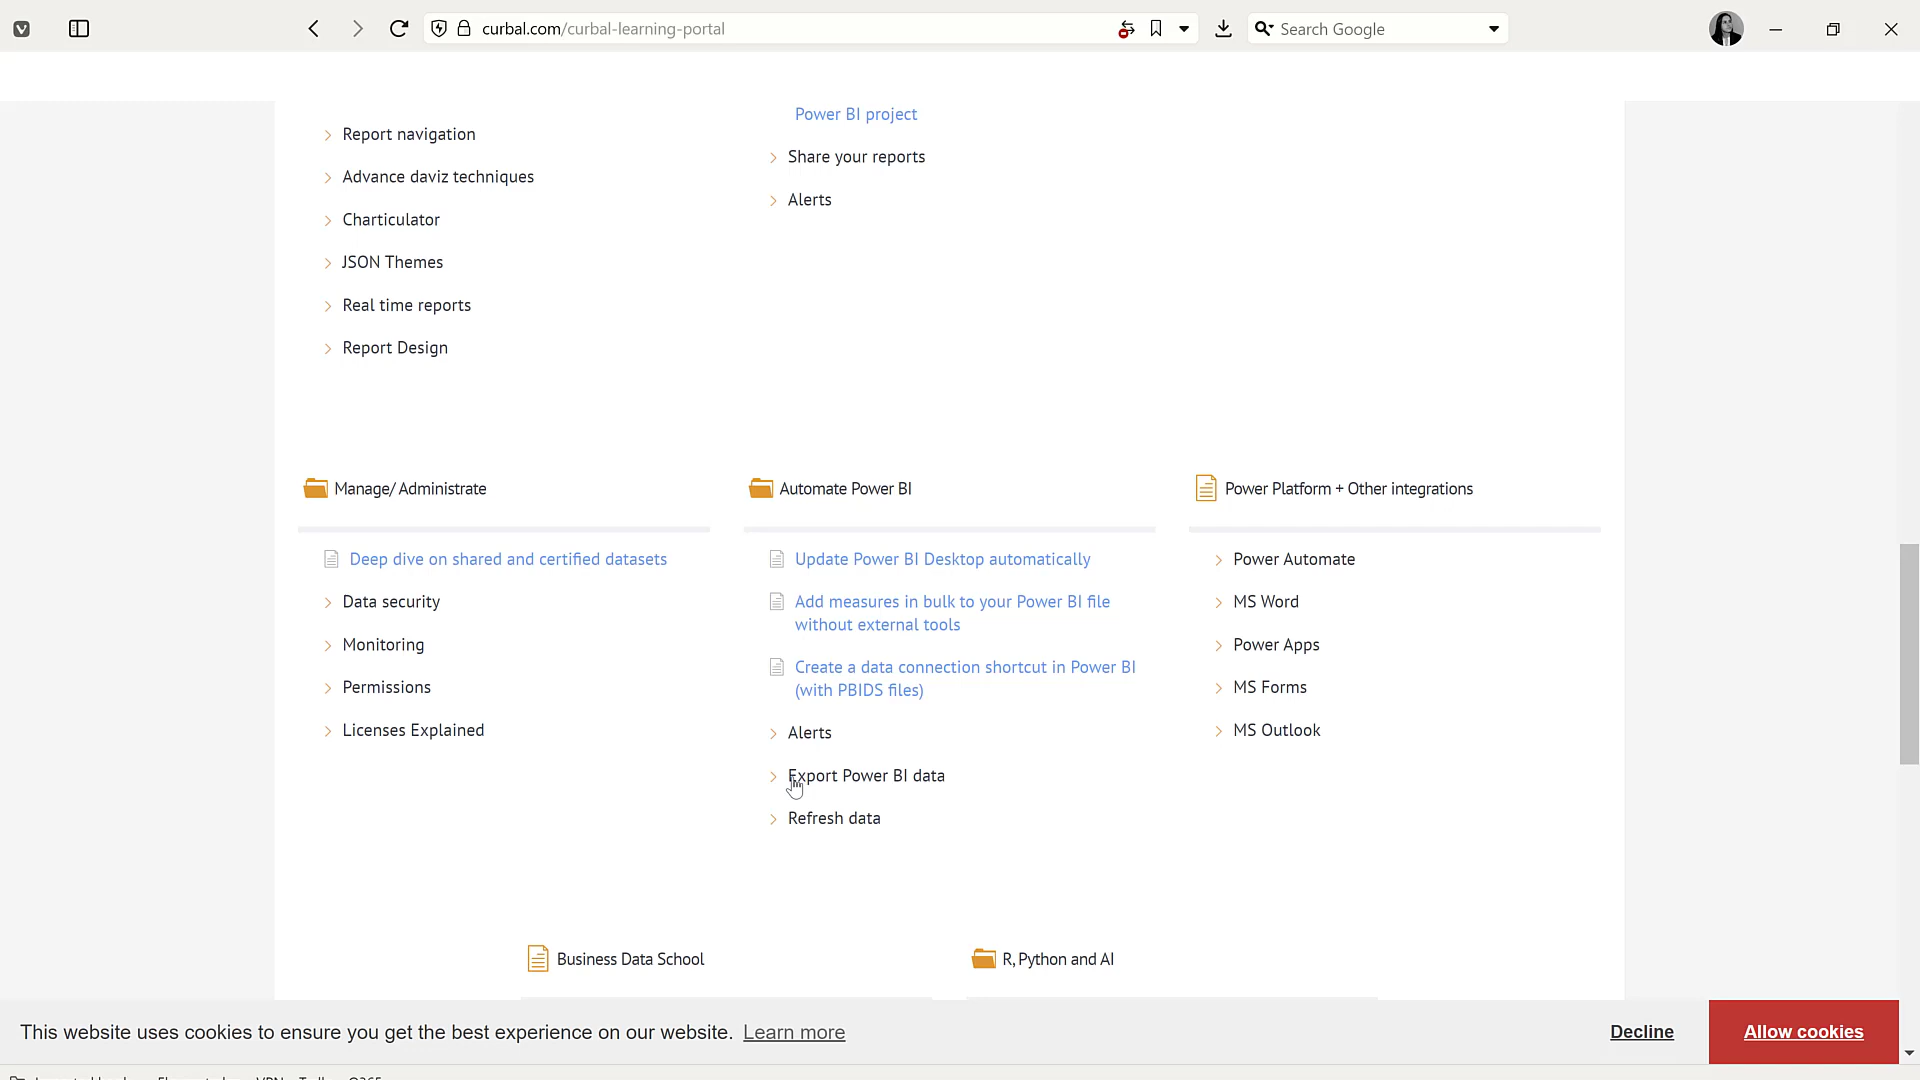 curbal.com/curbal-learning-portal
Search Google
Report navigation
Advance daviz techniques
Charticulator
JSON Themes
Real time reports
Report Design
Power BI project
Share your reports
Alerts
Manage/ Administrate
Deep dive on shared and certified datasets
Data security
Monitoring
Permissions
Licenses Explained
Automate Power BI
Update Power BI Desktop automatically
Add measures in bulk to your Power BI file
without external tools
Create a data connection shortcut in Power BI
(with PBIDS files)
Alerts
Export Power BI data
Refresh data
Power Platform + Other integrations
Power Automate
MS Word
Power Apps
MS Forms
MS Outlook
Business Data School
R, Python and AI
This website uses cookies to ensure you get the best experience on our website. Learn more
Decline
Allow cookies